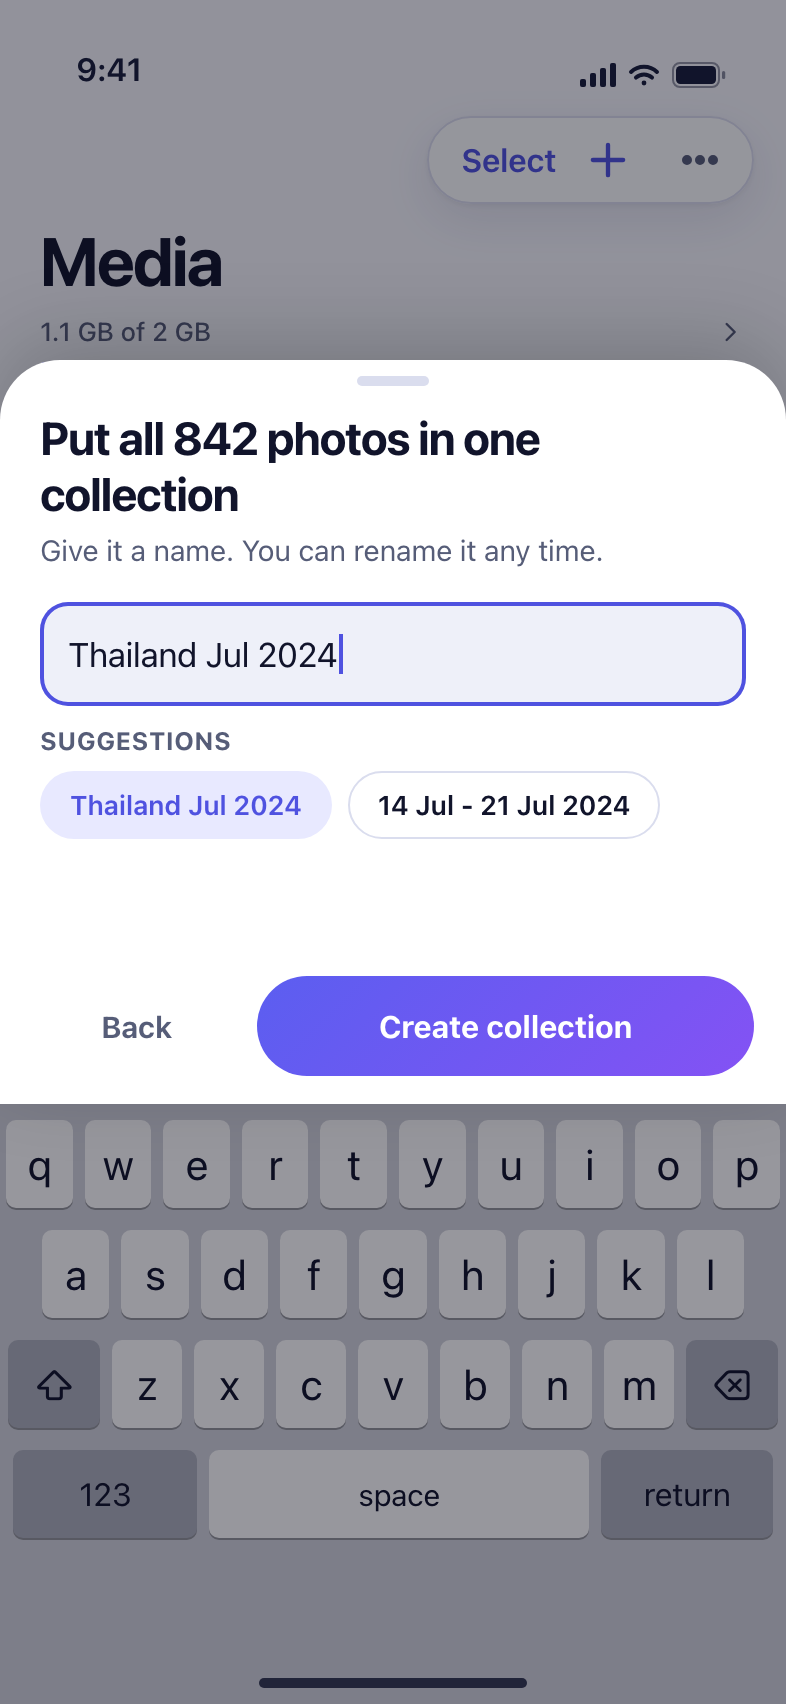 9:41
Select
Media
1.1 GB of 2 GB
Put all 842 photos in one
collection
Give it a name. You can rename it any time.
Thailand Jul 2024
SUGGESTIONS
Thailand Jul 2024
14 Jul - 21 Jul 2024
Back
Create collection
q w e r t y u i o p
a s d f g h j k l
z x c v b n m
123 space return